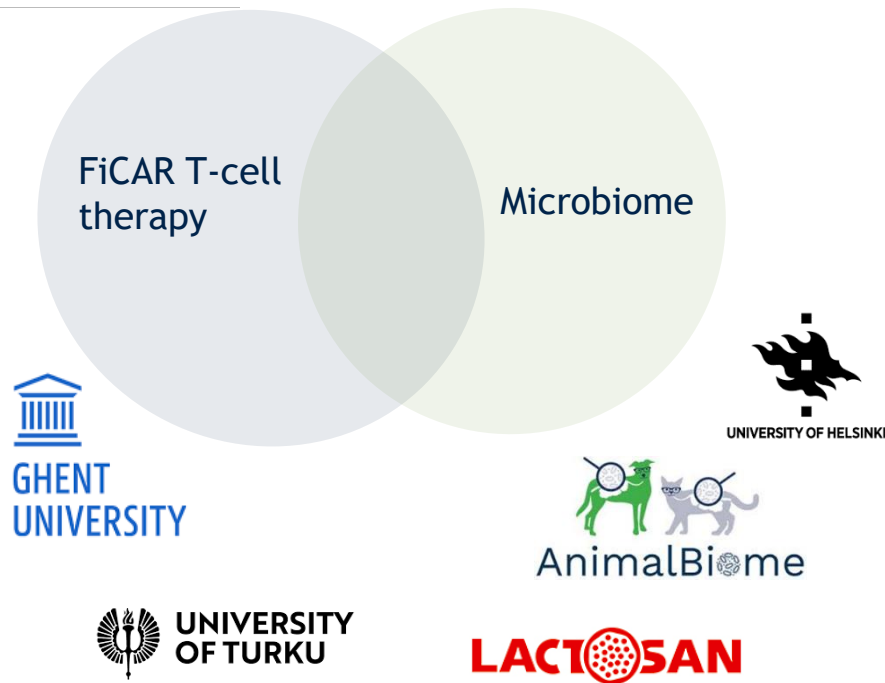 FiCAR T-cell
therapy
Microbiome
UNIVERSITY OF HELSINKI
GHENT
UNIVERSITY
AnimalBiome
UNIVERSITY
OF TURKU
LACTOSAN